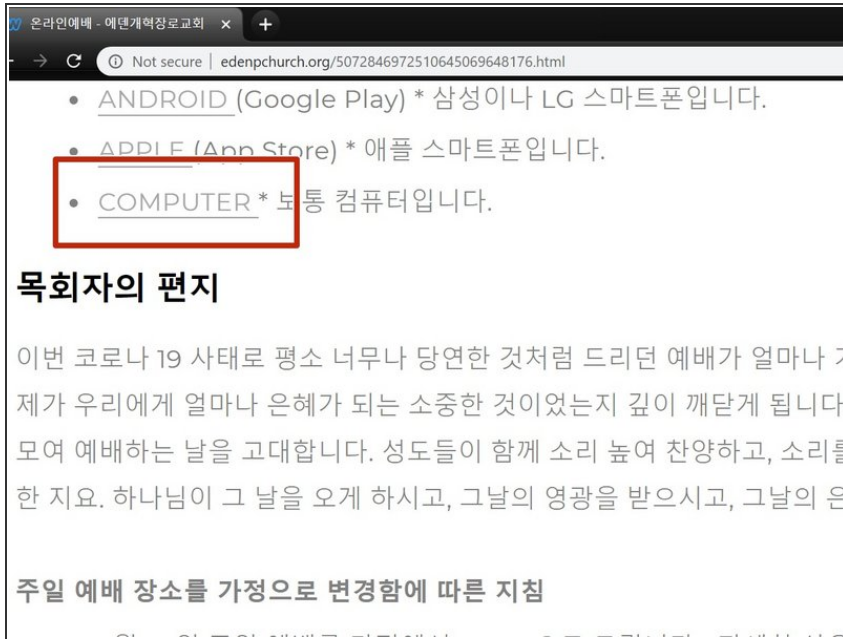 온라인예배 - 에덴개혁장로교회
Not secure | edenpchurch.org/5072846972510645069648176.html
• ANDROID (Google Play) * 삼성이나 LG 스마트폰입니다.
• APPLE (App Store) * 애플 스마트폰입니다.
• COMPUTER * 보통 컴퓨터입니다.
목회자의 편지
이번 코로나 19 사태로 평소 너무나 당연한 것처럼 드리던 예배가 얼마나
제가 우리에게 얼마나 은혜가 되는 소중한 것이었는지 깊이 깨닫게 됩니다
모여 예배하는 날을 고대합니다. 성도들이 함께 소리 높여 찬양하고, 소리를
한 지요. 하나님이 그 날을 오게 하시고, 그날의 영광을 받으시고, 그날의 은
주일 예배 장소를 가정으로 변경함에 따른 지침